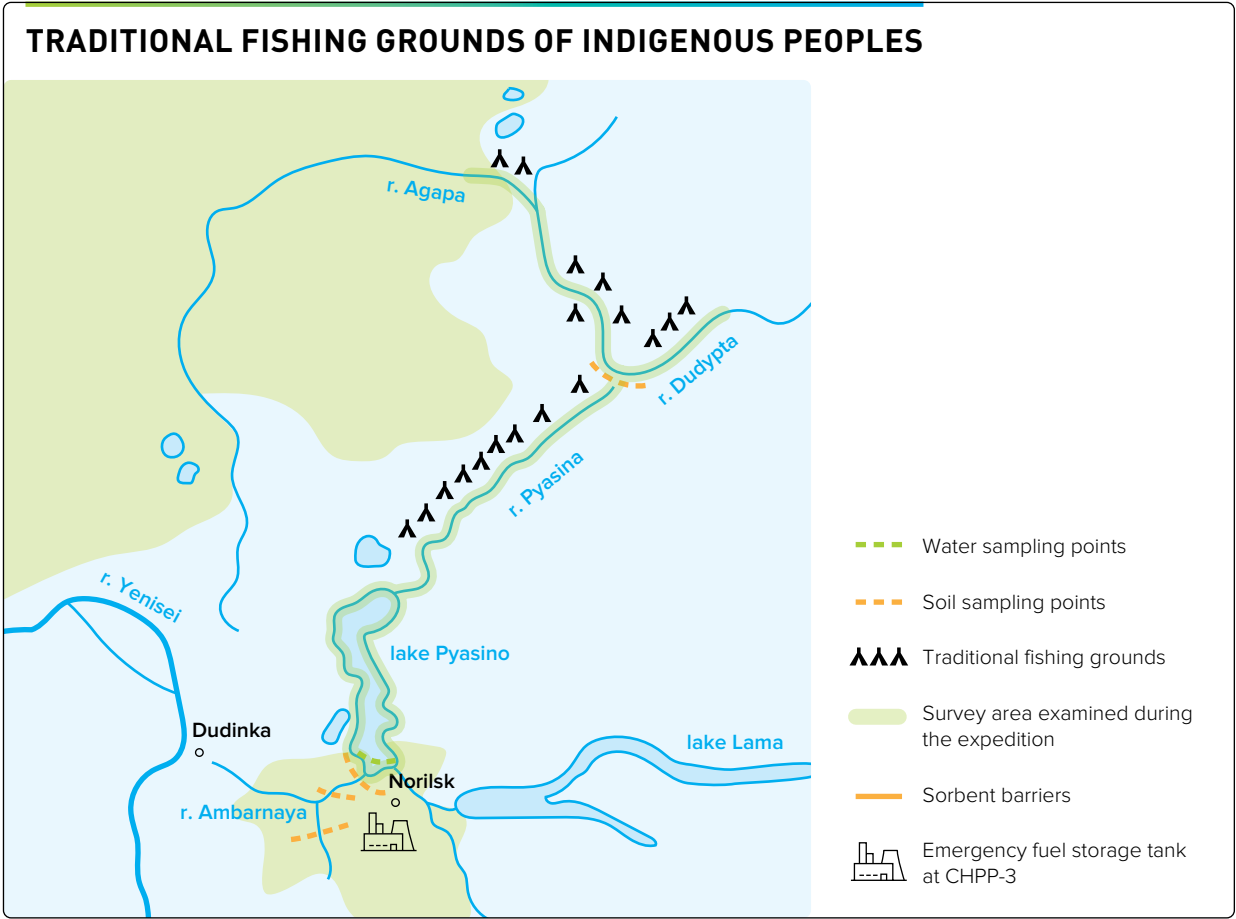 TRADITIONAL FISHING GROUNDS OF INDIGENOUS PEOPLES
r. Agapa
r. Dudypta
r. Pyasina
r. Yenisei
lake Pyasino
Dudinka
lake Lama
Norilsk
r. Ambarnaya
Water sampling points
Soil sampling points
Traditional fishing grounds
Survey area examined during
the expedition
Sorbent barriers
Emergency fuel storage tank
at CHPP-3